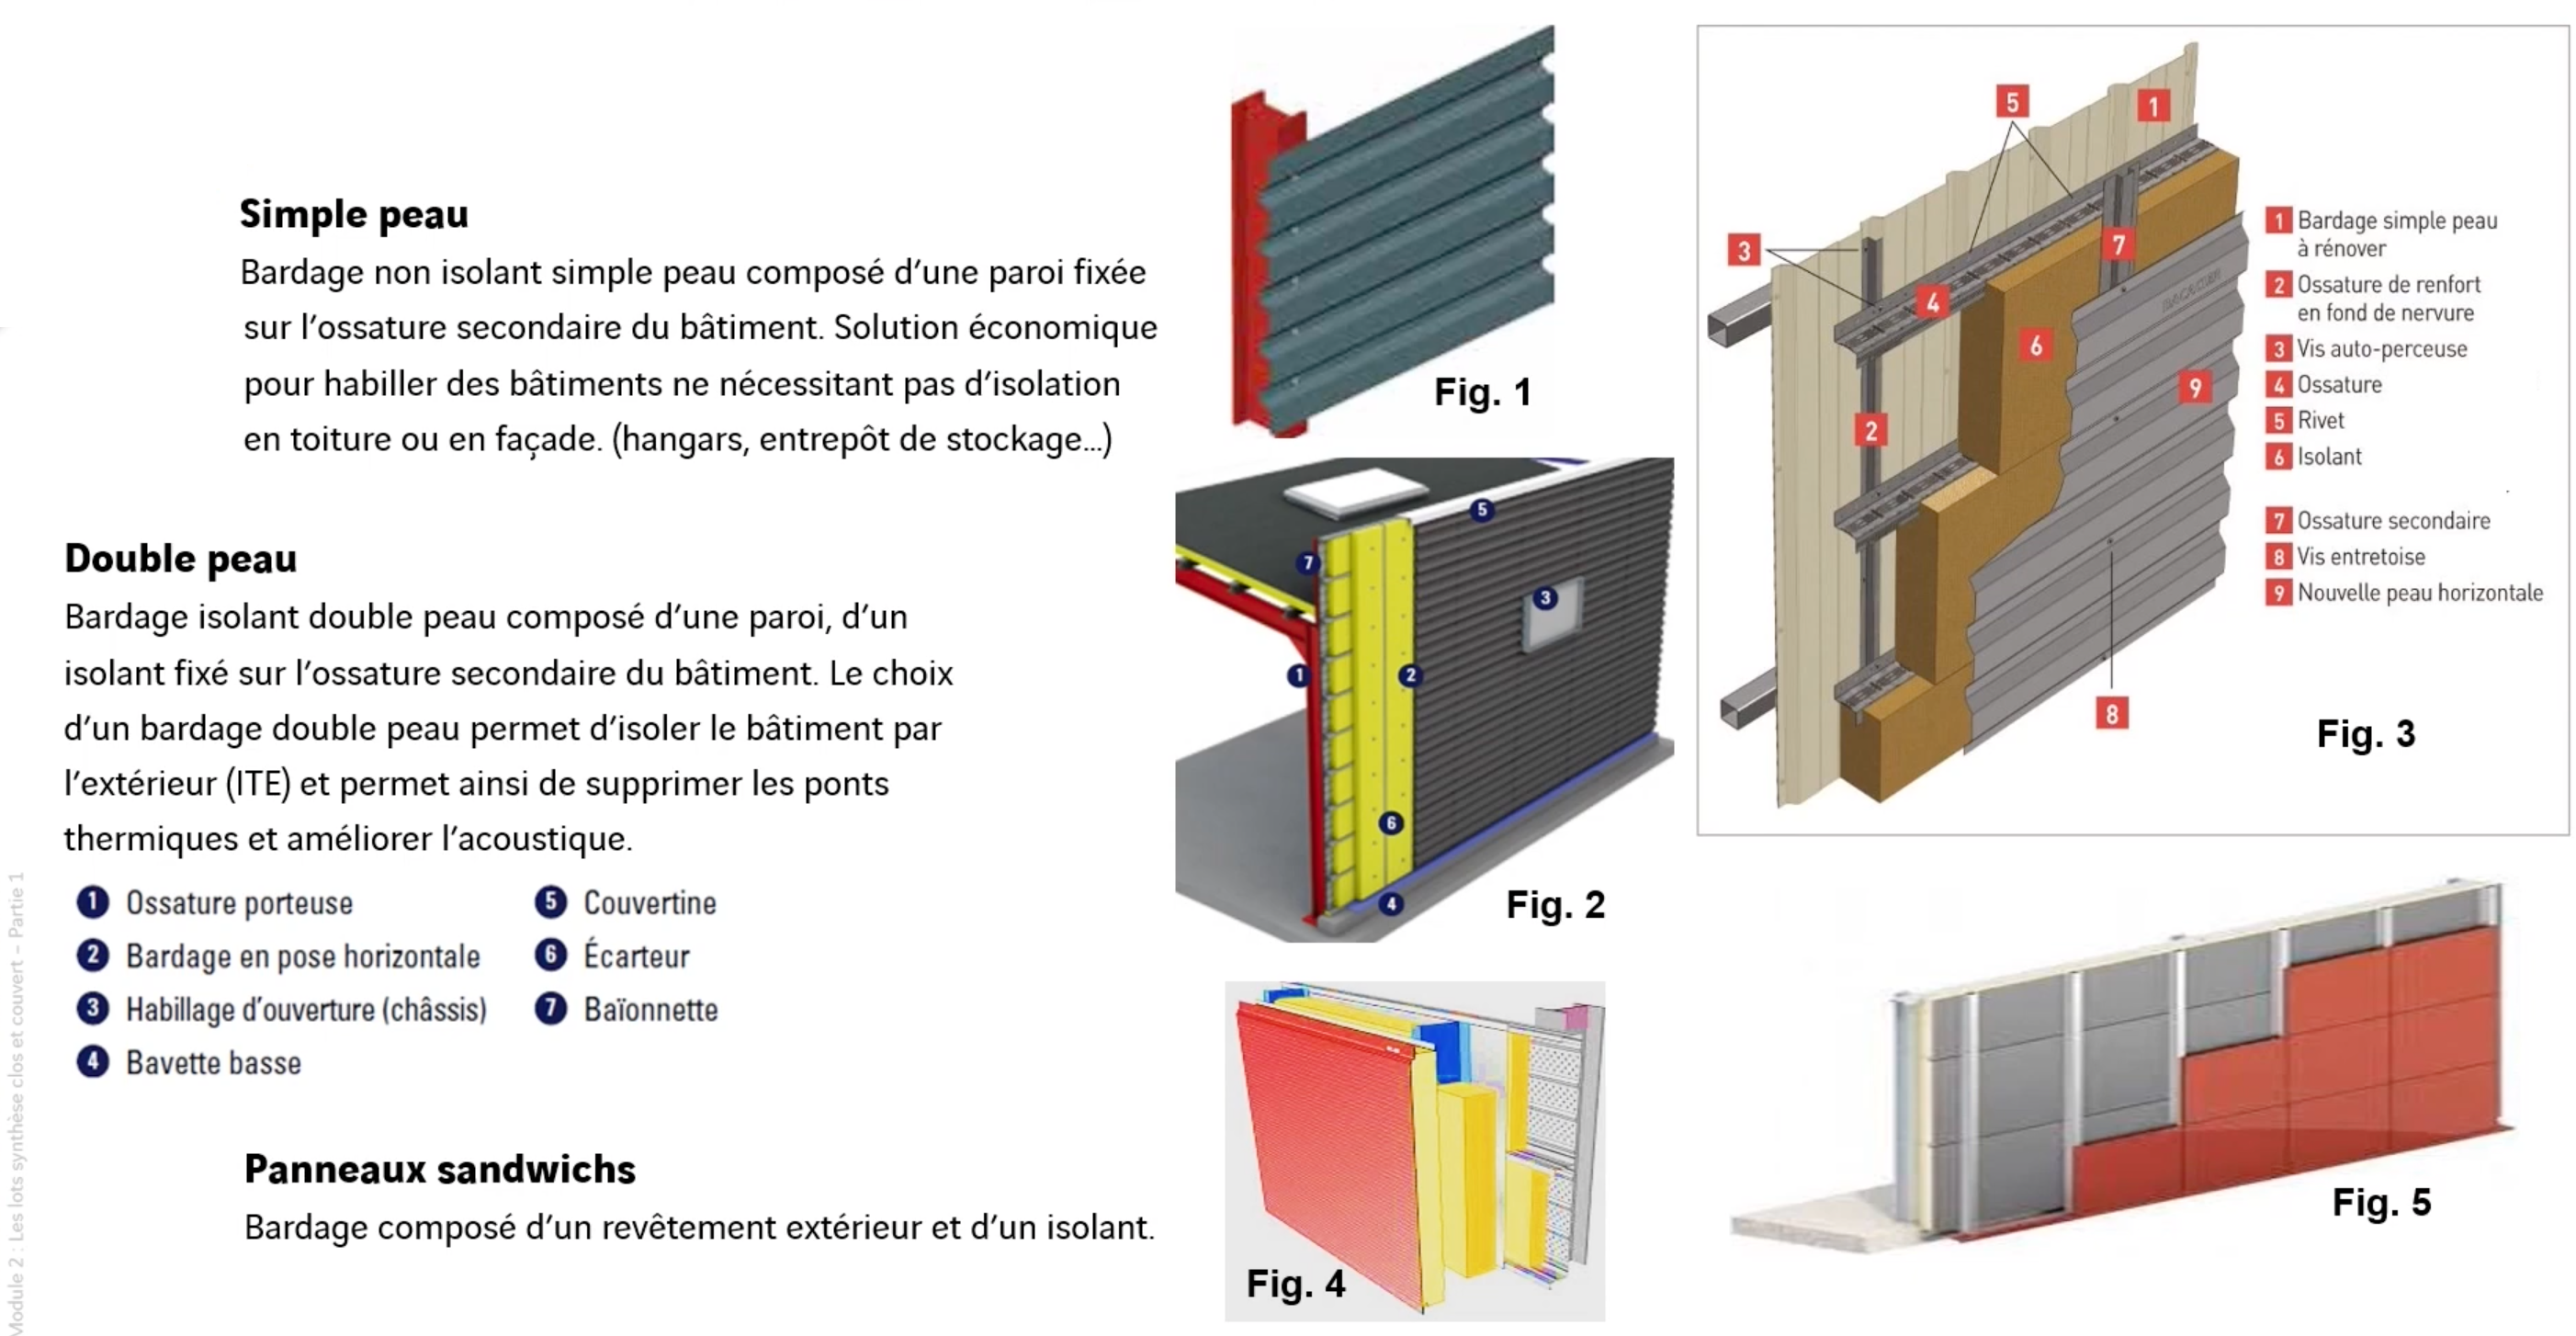 Simple peau
Bardage non isolant simple peau composé d’une paroi fixée
sur l’ossature secondaire du bâtiment. Solution économique
pour habiller des bâtiments ne nécessitant pas d’isolation
en toiture ou en façade. (hangars, entrepôt de stockage...)
Double peau
Bardage isolant double peau composé d’une paroi, d’un
isolant fixé sur l’ossature secondaire du bâtiment. Le choix
d’un bardage double peau permet d’isoler le bâtiment par
l’extérieur (ITE) et permet ainsi de supprimer les ponts
thermiques et améliorer l’acoustique.
1 Ossature porteuse
2 Bardage en pose horizontale
3 Habillage d’ouverture (châssis)
4 Bavette basse
5 Couvertine
6 Écarteur
7 Baïonnette
Panneaux sandwichs
Bardage composé d’un revêtement extérieur et d’un isolant.
Module 2 : Les lots synthèse clos et couvert – Partie 1
Fig. 1
5
7
3
1
2
6
4
Fig. 2
5
1
3
7
4
6
9
2
8
1 Bardage simple peau
à rénover
2 Ossature de renfort
en fond de nervure
3 Vis auto-perceuse
4 Ossature
5 Rivet
6 Isolant
7 Ossature secondaire
8 Vis entretoise
9 Nouvelle peau horizontale
Fig. 3
Fig. 4
Fig. 5